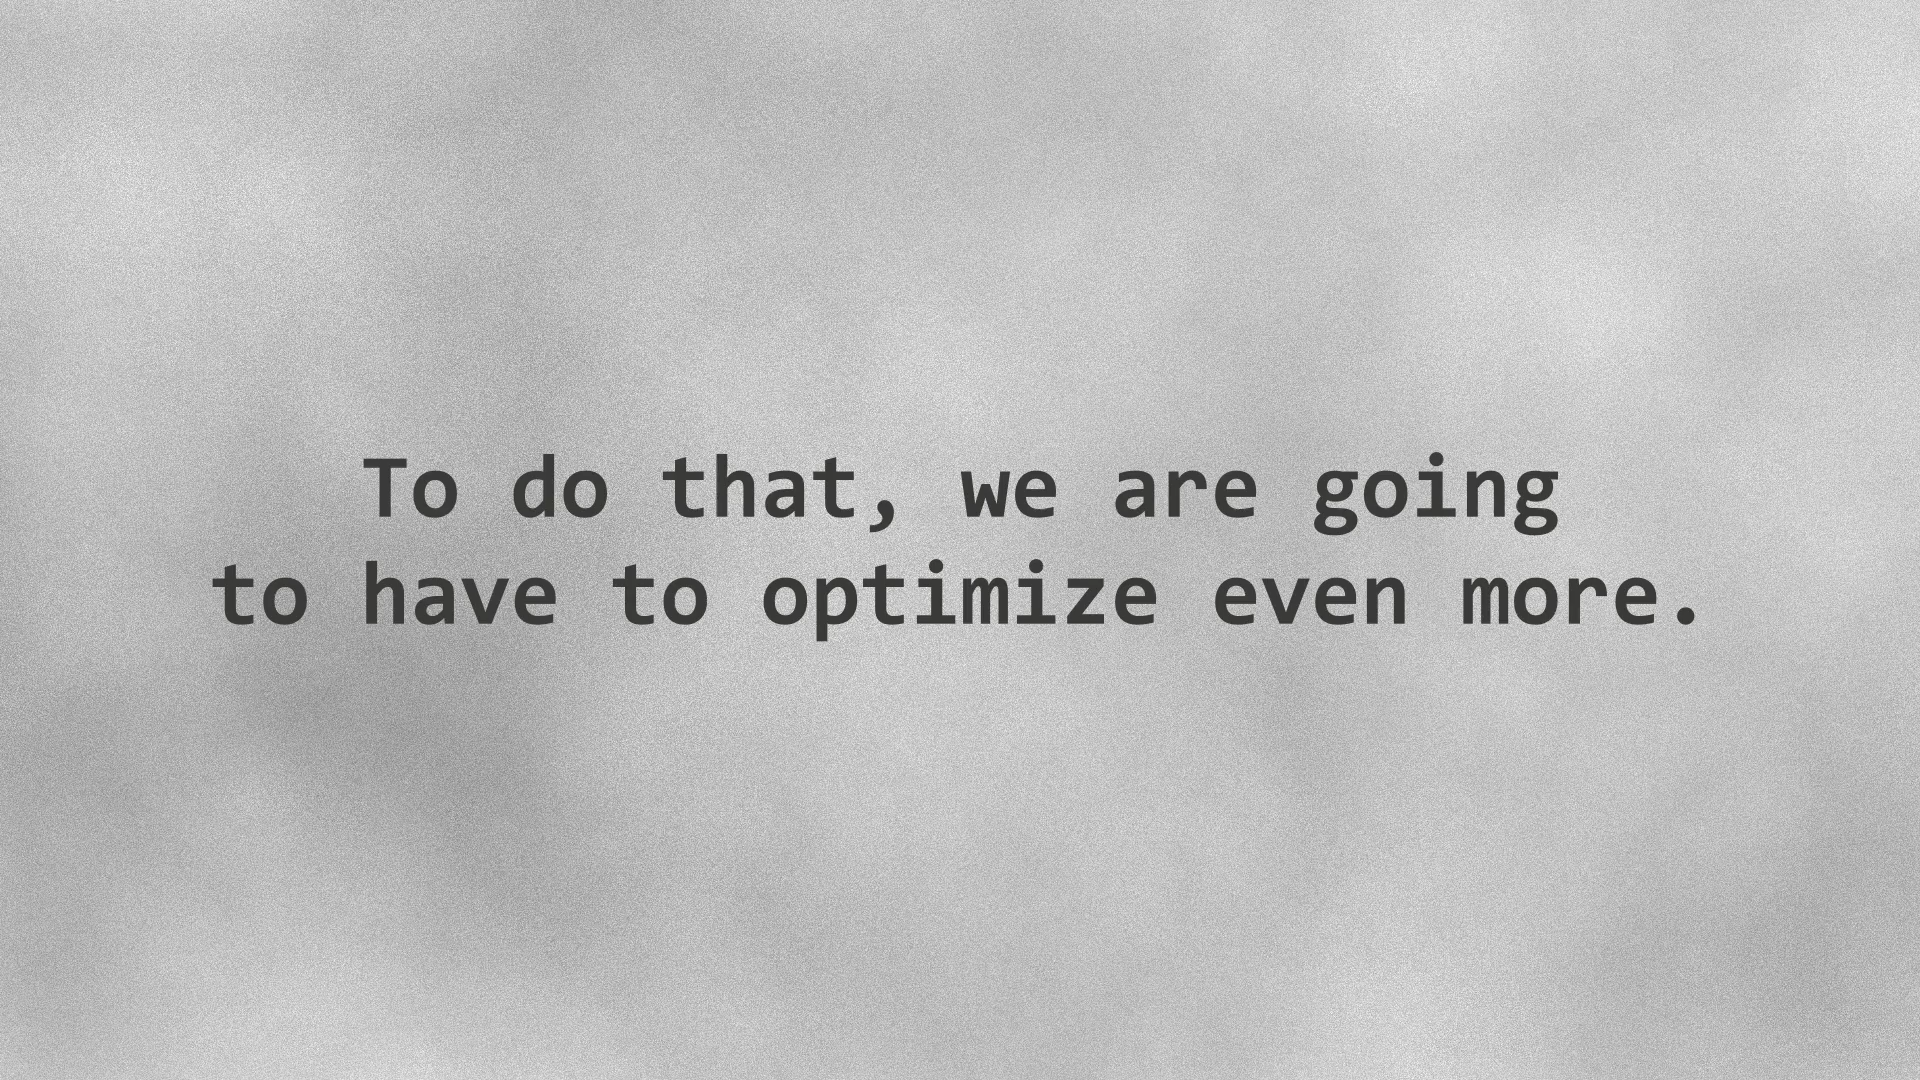 To do that, we are going
to have to optimize even more.